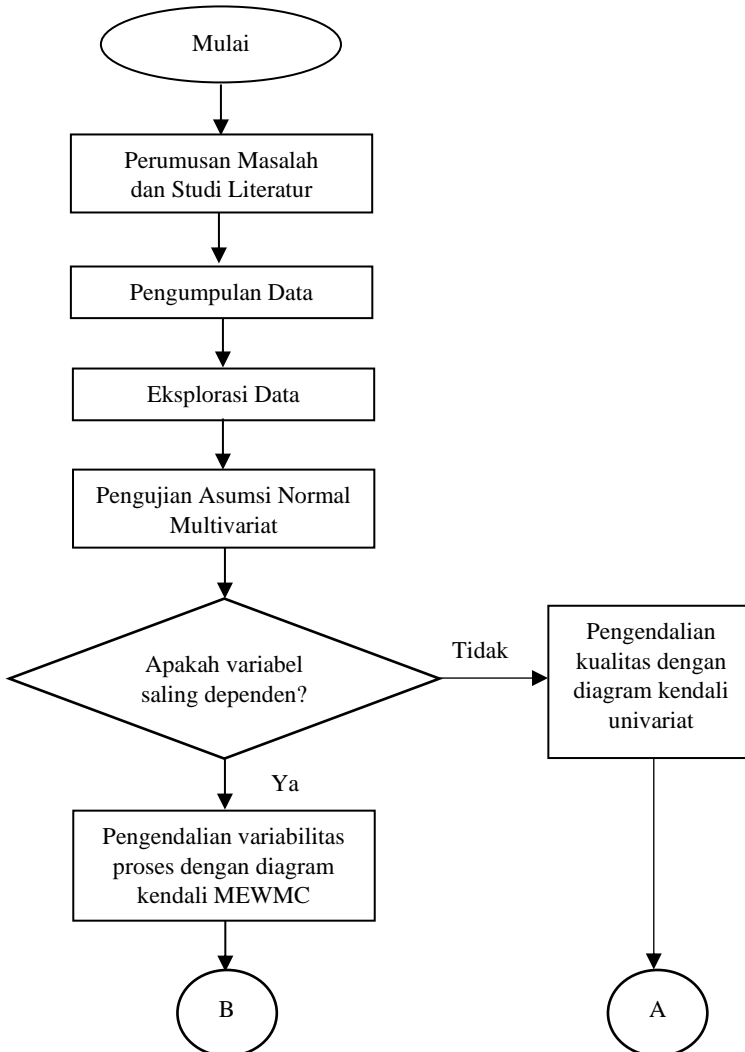 Mulai
Perumusan Masalah
dan Studi Literatur
Pengumpulan Data
Eksplorasi Data
Pengujian Asumsi Normal
Multivariat
Apakah variabel
saling dependen?
Tidak
Pengendalian
kualitas dengan
diagram kendali
univariat
Ya
Pengendalian variabilitas
proses dengan diagram
kendali MEWMC
B
A